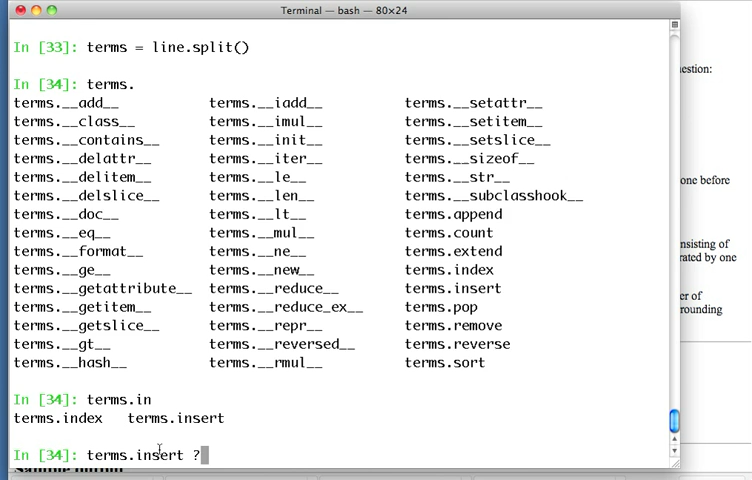 Terminal — bash — 80×24
In [33]: terms = line.split()
In [34]: terms.
terms.__add__ terms.__iadd__ terms.__setattr__
terms.__class__ terms.__imul__ terms.__setitem__
terms.__contains__ terms.__init__ terms.__setslice__
terms.__delattr__ terms.__iter__ terms.__sizeof__
terms.__delitem__ terms.__le__ terms.__str__
terms.__delslice__ terms.__len__ terms.__subclasshook__
terms.__doc__ terms.__lt__ terms.append
terms.__eq__ terms.__mul__ terms.count
terms.__format__ terms.__ne__ terms.extend
terms.__ge__ terms.__new__ terms.index
terms.__getattribute__ terms.__reduce__ terms.insert
terms.__getitem__ terms.__reduce_ex__ terms.pop
terms.__getslice__ terms.__repr__ terms.remove
terms.__gt__ terms.__reversed__ terms.reverse
terms.__hash__ terms.__rmul__ terms.sort
In [34]: terms.in
terms.index terms.insert
In [34]: terms.insert ?
estion:
one before
nsisting of
rated by one
er of
rounding